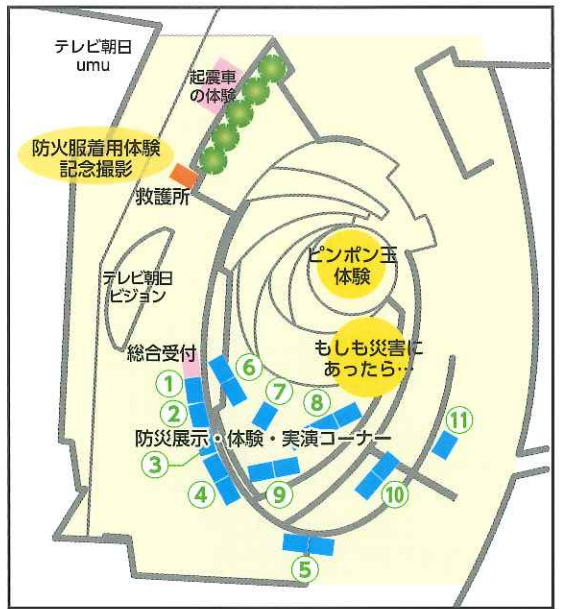 テレビ朝日
umu
起震車
の体験
防火服着用体験
記念撮影
救護所
ピンポン玉
体験
テレビ朝日
ビジョン
総合受付
もしも災害に
あったら…
①
②
⑥
⑦
⑧
⑪
防災展示・体験・実演コーナー
③
④
⑨
⑩
⑤